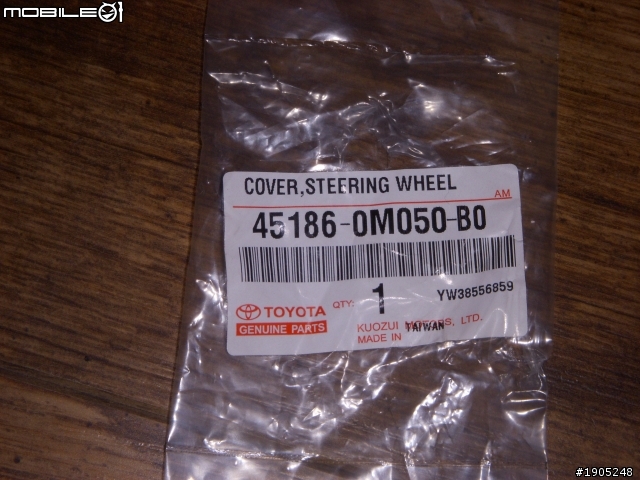 MOBILE01
COVER,STEERING WHEEL
AM
45186-0M050-B0
TOYOTA
GENUINE PARTS
QTY: 1
YW38556859
KUOZUI MOTORS, LTD.
MADE IN TAIWAN
#1905248